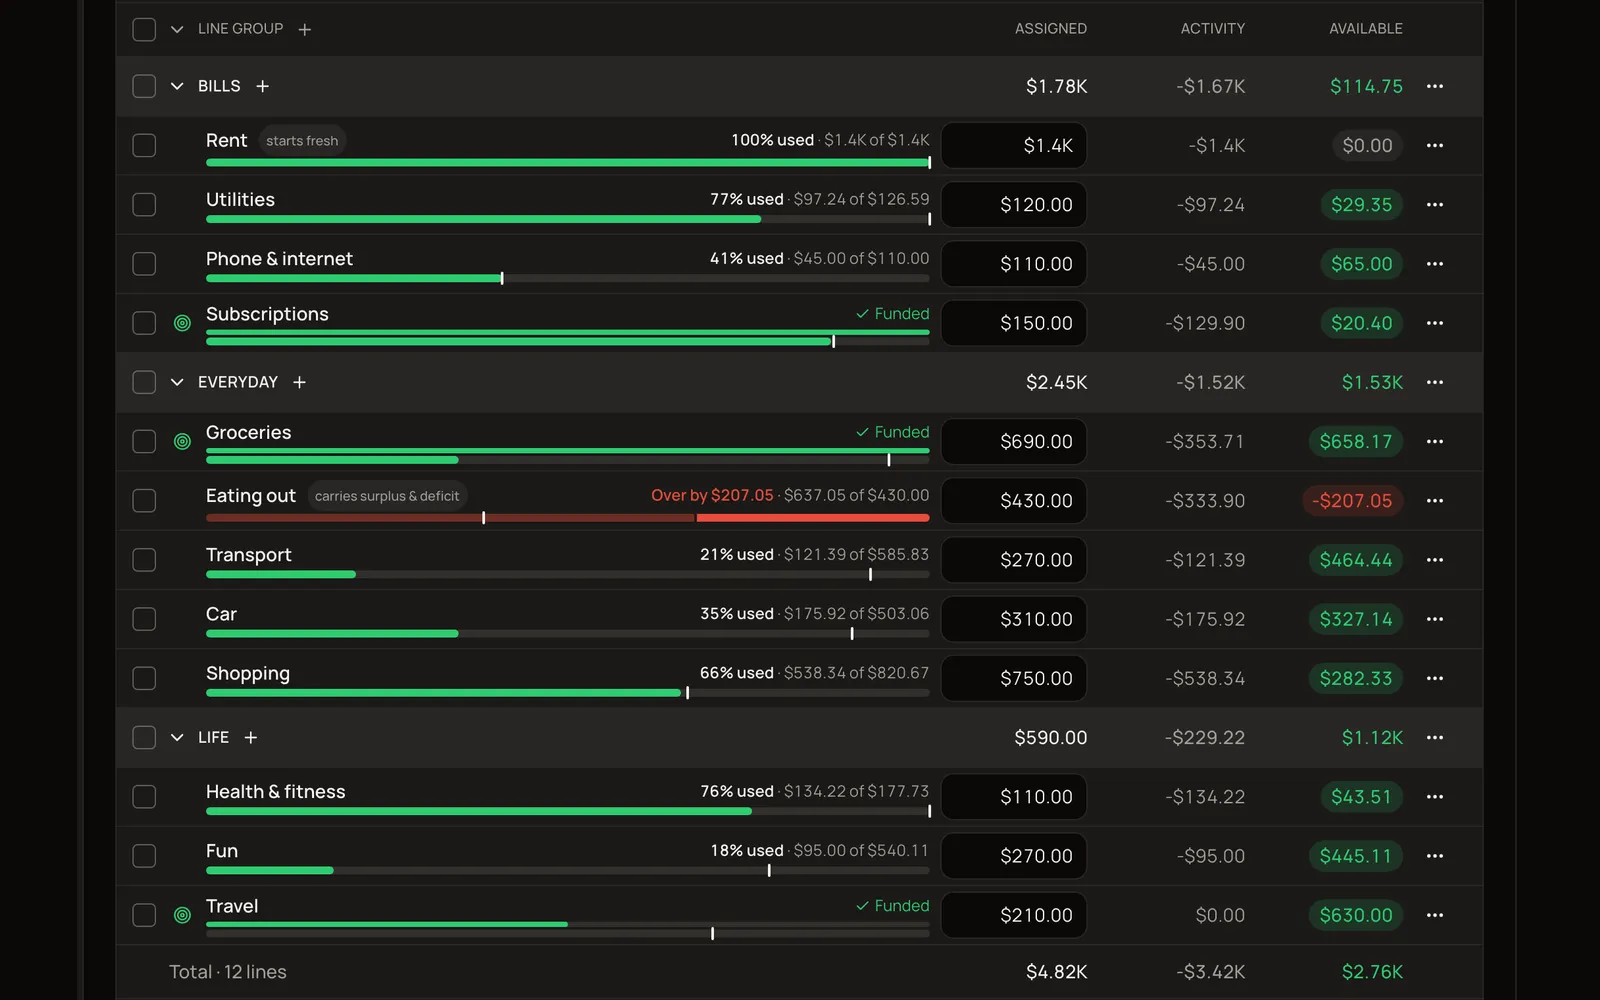 LINE GROUP + ASSIGNED ACTIVITY AVAILABLE
BILLS + $1.78K -$1.67K $114.75 ···
Rent starts fresh 100% used · $1.4K of $1.4K $1.4K -$1.4K $0.00 ···
Utilities 77% used · $97.24 of $126.59 $120.00 -$97.24 $29.35 ···
Phone & internet 41% used · $45.00 of $110.00 $110.00 -$45.00 $65.00 ···
Subscriptions ✓ Funded $150.00 -$129.90 $20.40 ···
EVERYDAY + $2.45K -$1.52K $1.53K ···
Groceries ✓ Funded $690.00 -$353.71 $658.17 ···
Eating out carries surplus & deficit Over by $207.05 · $637.05 of $430.00 $430.00 -$333.90 -$207.05 ···
Transport 21% used · $121.39 of $585.83 $270.00 -$121.39 $464.44 ···
Car 35% used · $175.92 of $503.06 $310.00 -$175.92 $327.14 ···
Shopping 66% used · $538.34 of $820.67 $750.00 -$538.34 $282.33 ···
LIFE + $590.00 -$229.22 $1.12K ···
Health & fitness 76% used · $134.22 of $177.73 $110.00 -$134.22 $43.51 ···
Fun 18% used · $95.00 of $540.11 $270.00 -$95.00 $445.11 ···
Travel ✓ Funded $210.00 $0.00 $630.00 ···
Total · 12 lines $4.82K -$3.42K $2.76K